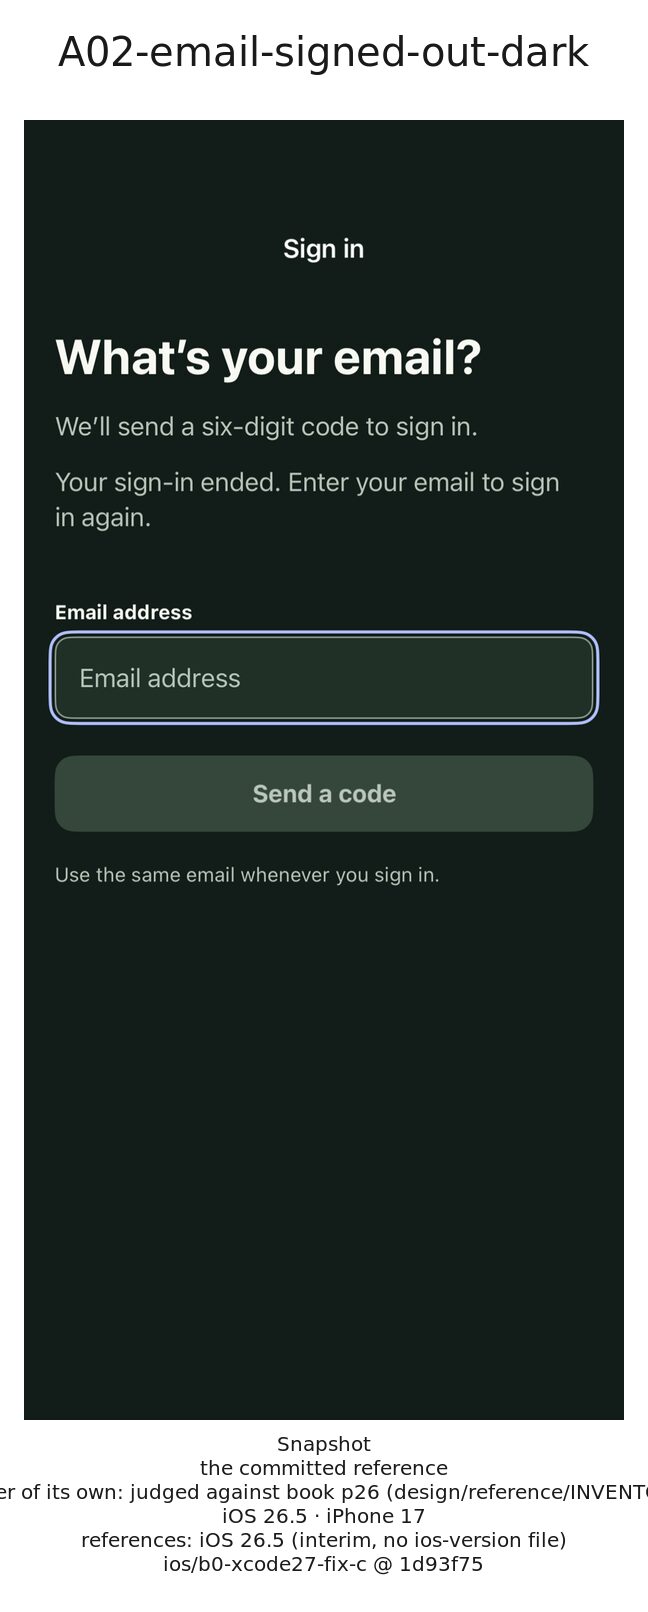 A02-email-signed-out-dark
Sign in
What’s your email?
We’ll send a six-digit code to sign in.
Your sign-in ended. Enter your email to sign
in again.
Email address
Email address
Send a code
Use the same email whenever you sign in.
Snapshot
the committed reference
er of its own: judged against book p26 (design/reference/INVENTO
iOS 26.5 · iPhone 17
references: iOS 26.5 (interim, no ios-version file)
ios/b0-xcode27-fix-c @ 1d93f75